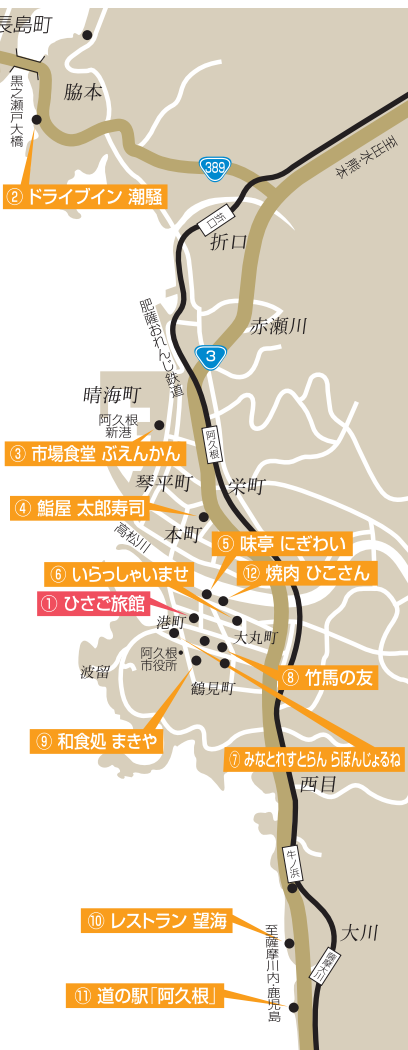 長島町
黒之瀬戸大橋
脇本
389
至出水・熊本
② ドライブイン 潮騒
折口
折口
肥薩おれんじ鉄道
赤瀬川
3
晴海町
阿久根
新港
阿久根
③ 市場食堂 ぶえんかん
琴平町
栄町
④ 鮨屋 太郎寿司
本町
高松川
⑤ 味亭 にぎわい
⑥ いらっしゃいませ
⑫ 焼肉 ひこさん
① ひさご旅館
港町
大丸町
阿久根
市役所
波留
⑧ 竹馬の友
鶴見町
⑨ 和食処 まきや
⑦ みなとれすとらん らぼんじょるね
西目
牛ノ浜
⑩ レストラン 望海
至薩摩川内・鹿児島
大川
薩摩大川
⑪ 道の駅「阿久根」